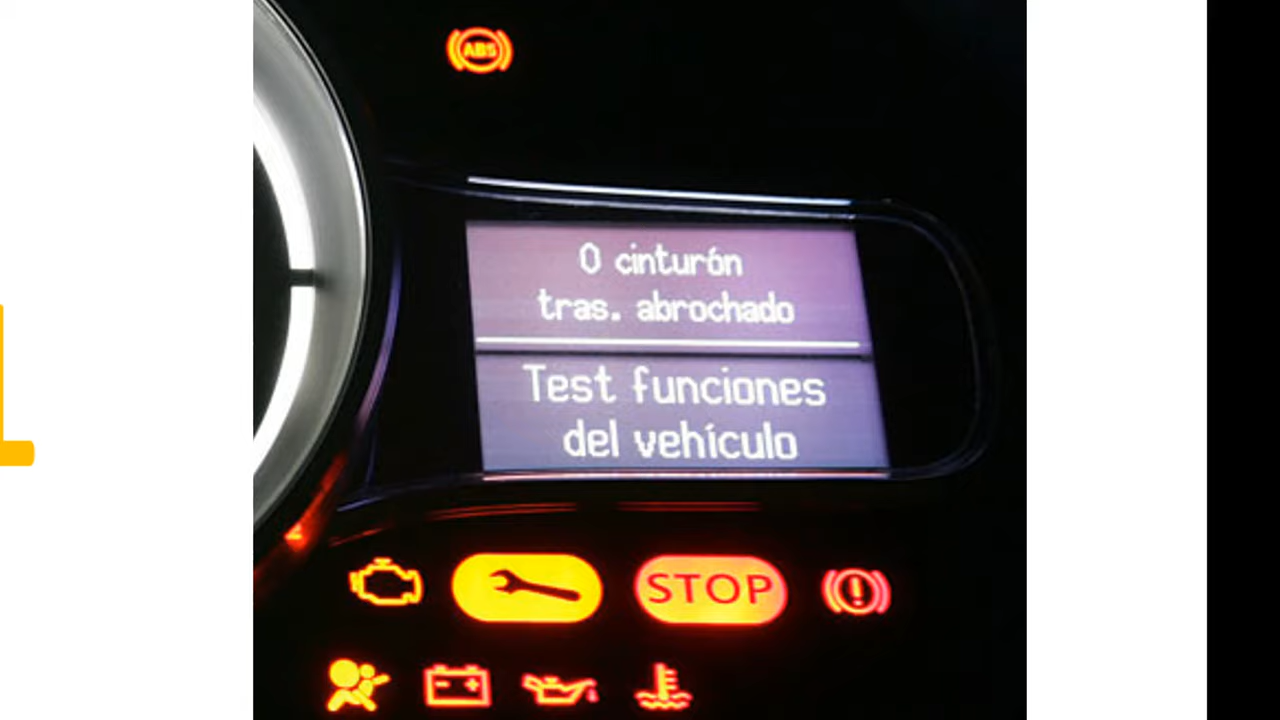 ABS
0 cinturón
tras. abrochado
Test funciones
del vehículo
STOP